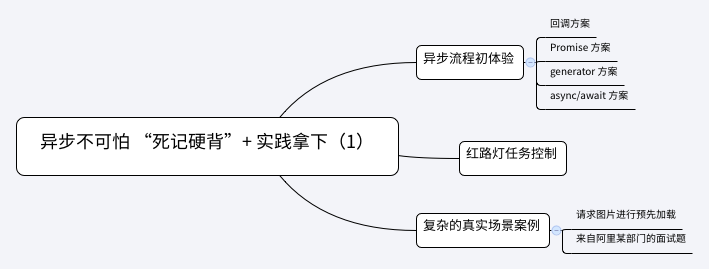 异步不可怕 “死记硬背”+ 实践拿下（1）
异步流程初体验
回调方案
Promise 方案
generator 方案
async/await 方案
红路灯任务控制
复杂的真实场景案例
请求图片进行预先加载
来自阿里某部门的面试题